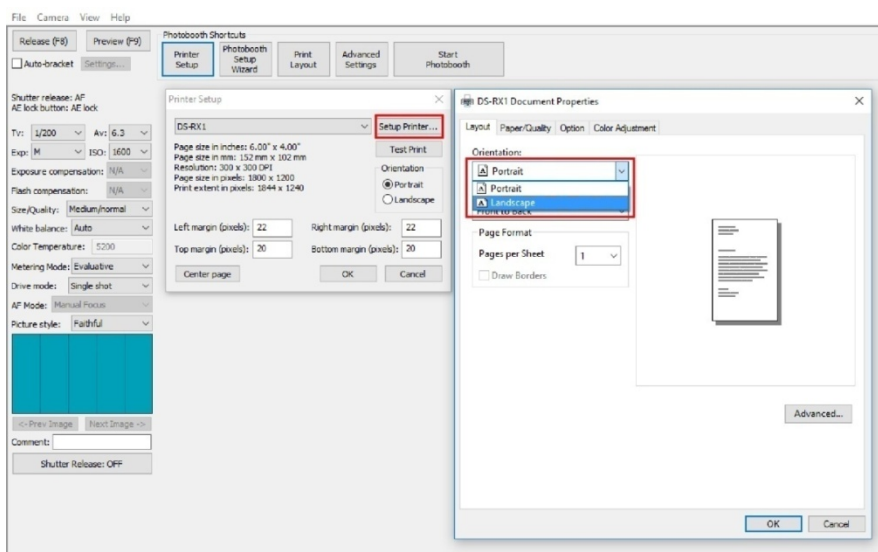 File Camera View Help
Release (F8) Preview (F9)
Auto-bracket Settings...
Shutter release: AF
AE lock button: AE lock
Tv: 1/200 Av: 6.3
Exp: M ISO: 1600
Exposure compensation: N/A
Flash compensation: N/A
Size/Quality: Medium/normal
White balance: Auto
Color Temperature: 5200
Metering Mode: Evaluative
Drive mode: Single shot
AF Mode: Manual Focus
Picture style: Faithful
<-Prev Image Next Image ->
Comment:
Shutter Release: OFF
Photobooth Shortcuts
Printer Setup
Photobooth Setup Wizard
Print Layout
Advanced Settings
Start Photobooth
Printer Setup
DS-RX1 Setup Printer...
Page size in inches: 6.00" x 4.00"
Page size in mm: 152 mm x 102 mm
Resolution: 300 x 300 DPI
Page size in pixels: 1800 x 1200
Print extent in pixels: 1844 x 1240
Test Print
Orientation
Portrait
Landscape
Left margin (pixels): 22 Right margin (pixels): 22
Top margin (pixels): 20 Bottom margin (pixels): 20
Center page OK Cancel
DS-RX1 Document Properties
Layout Paper/Quality Option Color Adjustment
Orientation:
Portrait
Portrait
Landscape
Front to Back
Page Format
Pages per Sheet 1
Draw Borders
Advanced...
OK Cancel